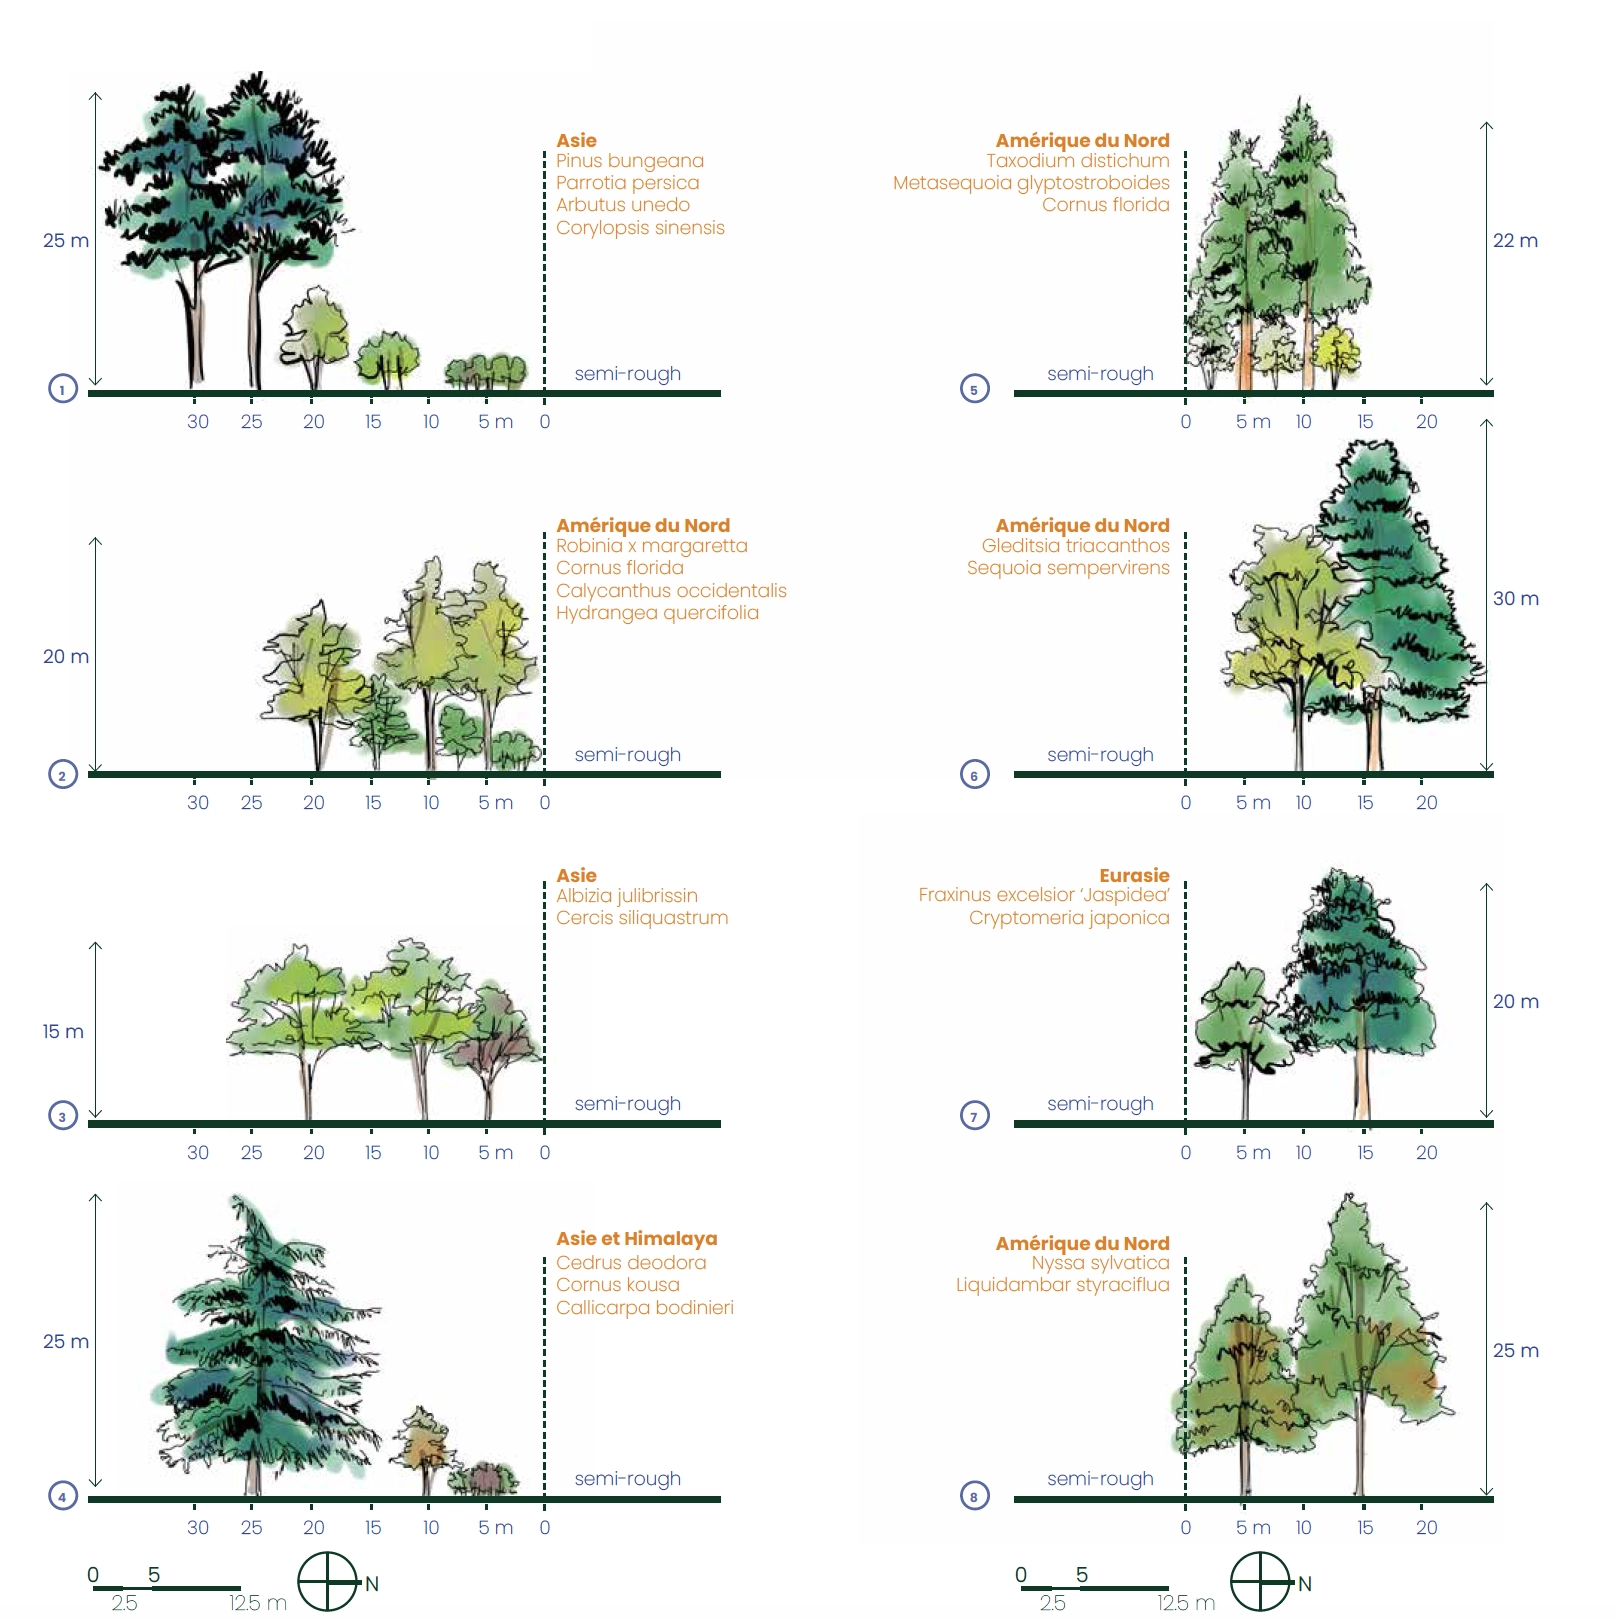 Asie
Pinus bungeana
Parrotia persica
Arbutus unedo
Corylopsis sinensis
25 m
semi-rough
1
30 25 20 15 10 5 m 0
Amérique du Nord
Taxodium distichum
Metasequoia glyptostroboides
Cornus florida
22 m
semi-rough
5
0 5 m 10 15 20
Amérique du Nord
Robinia x margaretta
Cornus florida
Calycanthus occidentalis
Hydrangea quercifolia
20 m
semi-rough
2
30 25 20 15 10 5 m 0
Amérique du Nord
Gleditsia triacanthos
Sequoia sempervirens
30 m
semi-rough
6
0 5 m 10 15 20
Asie
Albizia julibrissin
Cercis siliquastrum
15 m
semi-rough
3
30 25 20 15 10 5 m 0
Eurasie
Fraxinus excelsior ‘Jaspidea’
Cryptomeria japonica
20 m
semi-rough
7
0 5 m 10 15 20
Asie et Himalaya
Cedrus deodora
Cornus kousa
Callicarpa bodinieri
25 m
semi-rough
4
30 25 20 15 10 5 m 0
Amérique du Nord
Nyssa sylvatica
Liquidambar styraciflua
25 m
semi-rough
8
0 5 m 10 15 20
0 5
2.5 12.5 m
N
0 5
2.5 12.5 m
N